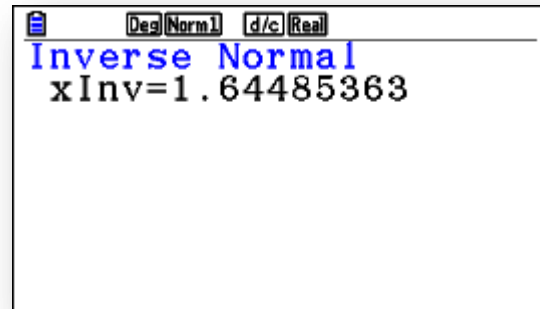 Deg Norm1 d/c Real
Inverse Normal
xInv=1.64485363